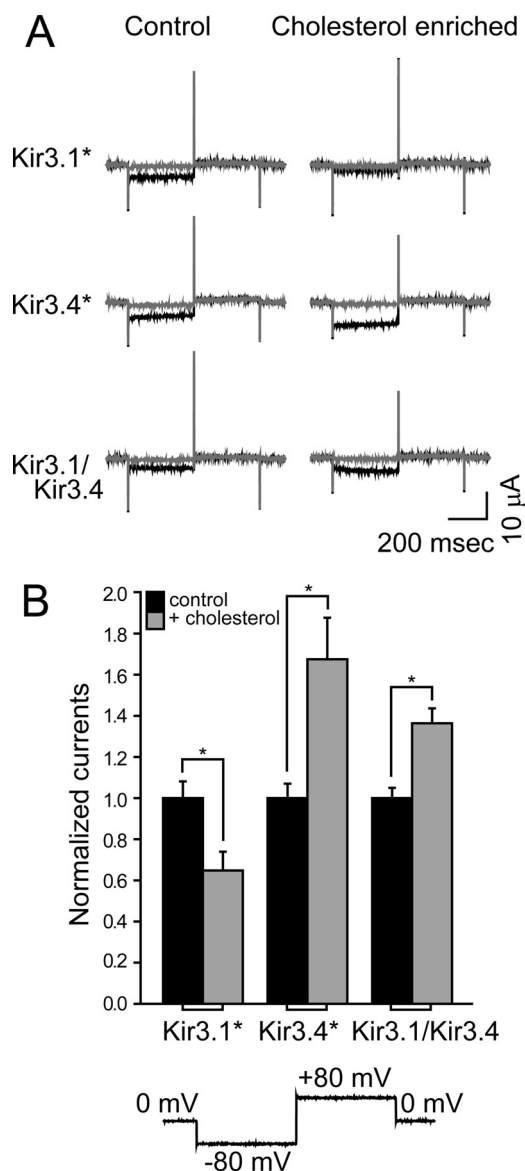 A
Control
Cholesterol enriched
Kir3.1*
Kir3.4*
Kir3.1/
Kir3.4
200 msec
10 µA
B
control
+ cholesterol
Normalized currents
2.0
1.8
1.6
1.4
1.2
1.0
0.8
0.6
0.4
0.2
0.0
*
*
*
Kir3.1*
Kir3.4*
Kir3.1/Kir3.4
+80 mV
0 mV
0 mV
-80 mV